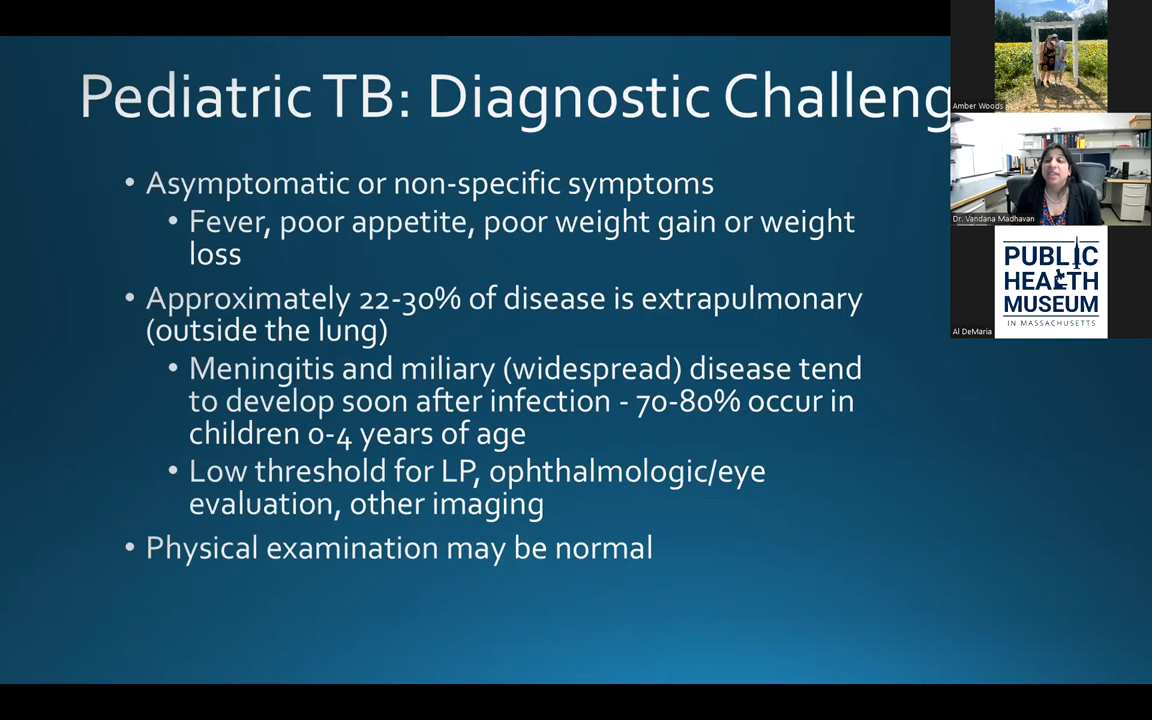 Pediatric TB: Diagnostic Challeng
• Asymptomatic or non-specific symptoms
• Fever, poor appetite, poor weight gain or weight
loss
• Approximately 22-30% of disease is extrapulmonary
(outside the lung)
• Meningitis and miliary (widespread) disease tend
to develop soon after infection - 70-80% occur in
children 0-4 years of age
• Low threshold for LP, ophthalmologic/eye
evaluation, other imaging
• Physical examination may be normal
Amber Woods
Dr. Vandana Madhavan
PUBLIC
HEALTH
MUSEUM
IN MASSACHUSETTS
Al DeMaria